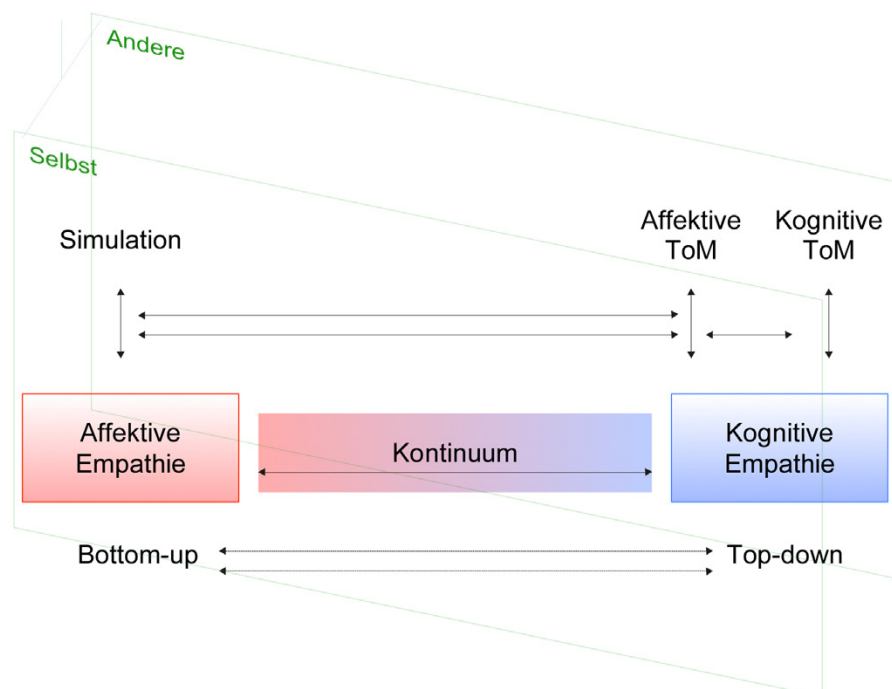 Andere
Selbst
Simulation
Affektive
ToM
Kognitive
ToM
Affektive
Empathie
Kontinuum
Kognitive
Empathie
Bottom-up
Top-down